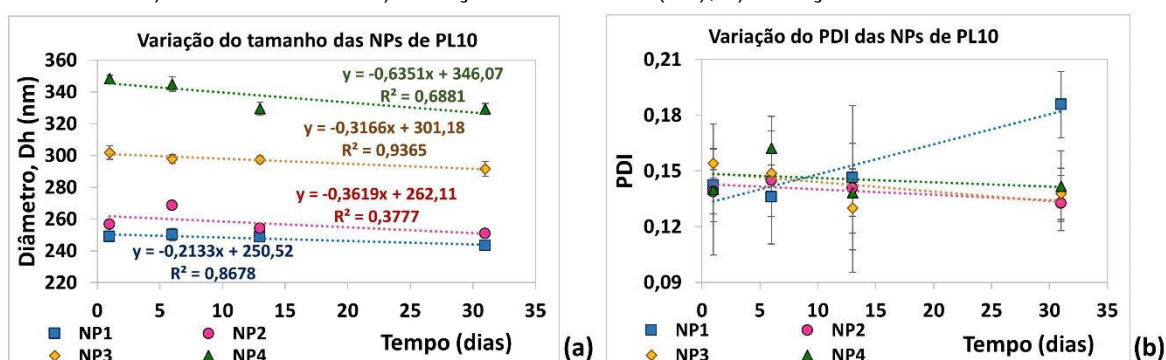 Variação do tamanho das NPs de PL10
Diâmetro, Dh (nm)
360
340
320
300
280
260
240
220
y = -0,6351x + 346,07
R² = 0,6881
y = -0,3166x + 301,18
R² = 0,9365
y = -0,3619x + 262,11
R² = 0,3777
y = -0,2133x + 250,52
R² = 0,8678
0 5 10 15 20 25 30 35
Tempo (dias)
NP1 NP2
NP3 NP4
(a)
Variação do PDI das NPs de PL10
PDI
0,21
0,18
0,15
0,12
0,09
0 5 10 15 20 25 30 35
Tempo (dias)
NP1 NP2
NP3 NP4
(b)